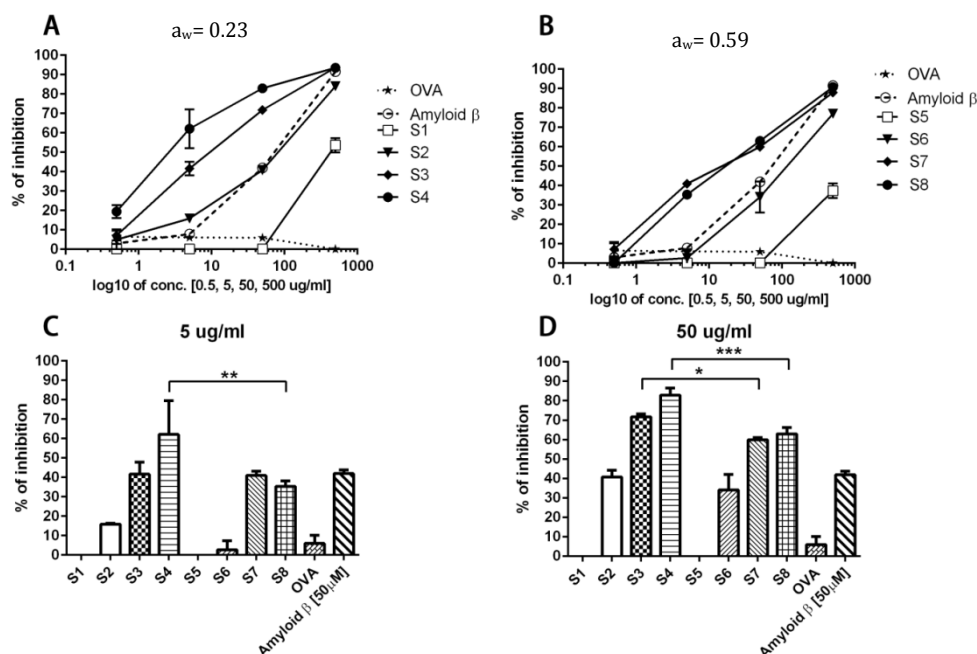 A
a_w= 0.23
% of inhibition
100
90
80
70
60
50
40
30
20
10
0
0.1 1 10 100 1000
log10 of conc. [0.5, 5, 50, 500 ug/ml]
OVA
Amyloid β
S1
S2
S3
S4
B
a_w= 0.59
% of inhibition
100
90
80
70
60
50
40
30
20
10
0
0.1 1 10 100 1000
log10 of conc. [0.5, 5, 50, 500 ug/ml]
OVA
Amyloid β
S5
S6
S7
S8
C
5 ug/ml
% of inhibition
100
90
80
70
60
50
40
30
20
10
0
**
S1 S2 S3 S4 S5 S6 S7 S8 OVA Amyloid β [50µM]
D
50 ug/ml
% of inhibition
100
90
80
70
60
50
40
30
20
10
0
***
*
S1 S2 S3 S4 S5 S6 S7 S8 OVA Amyloid β [50µM]